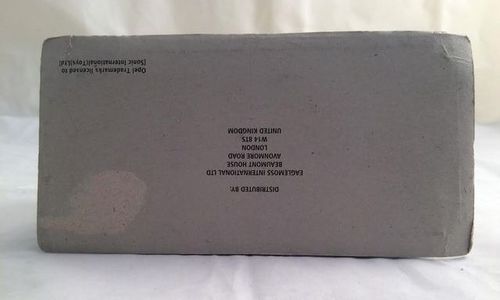 DISTRIBUTED BY:
EAGLEMOSS INTERNATIONAL LTD
BEAUMONT HOUSE
AVONMORE ROAD
LONDON
W14 8TS
UNITED KINGDOM
Opel Trademarks licensed to
[Sonic International(Toys)Ltd]